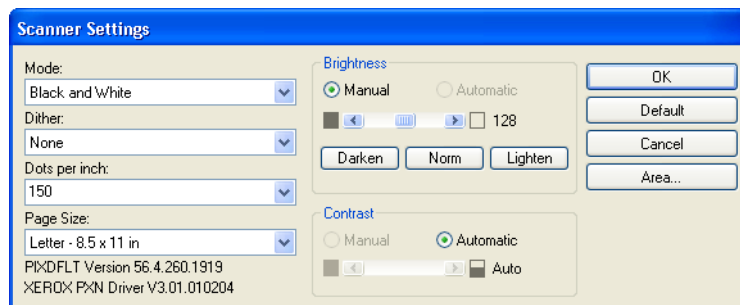 Scanner Settings
Mode:
Black and White
Dither:
None
Dots per inch:
150
Page Size:
Letter - 8.5 x 11 in
PIXDFLT Version 56.4.260.1919
XEROX PXN Driver V3.01.010204
Brightness
Manual Automatic
128
Darken Norm Lighten
Contrast
Manual Automatic
Auto
OK
Default
Cancel
Area...